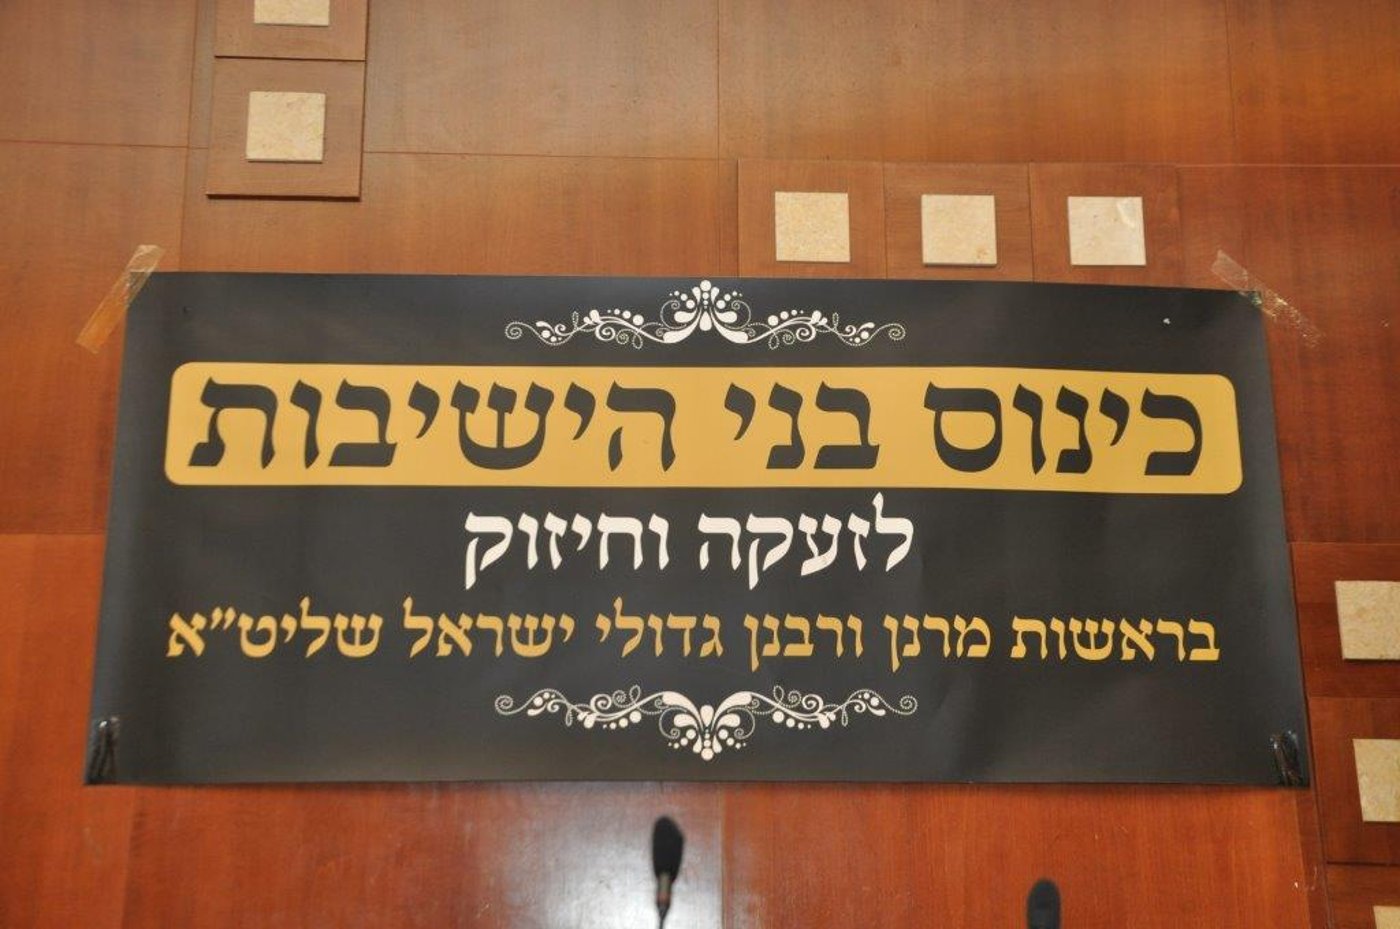 כינוס בני הישיבות
לזעקה וחיזוק
בראשות מרנן ורבנן גדולי ישראל שליט"א